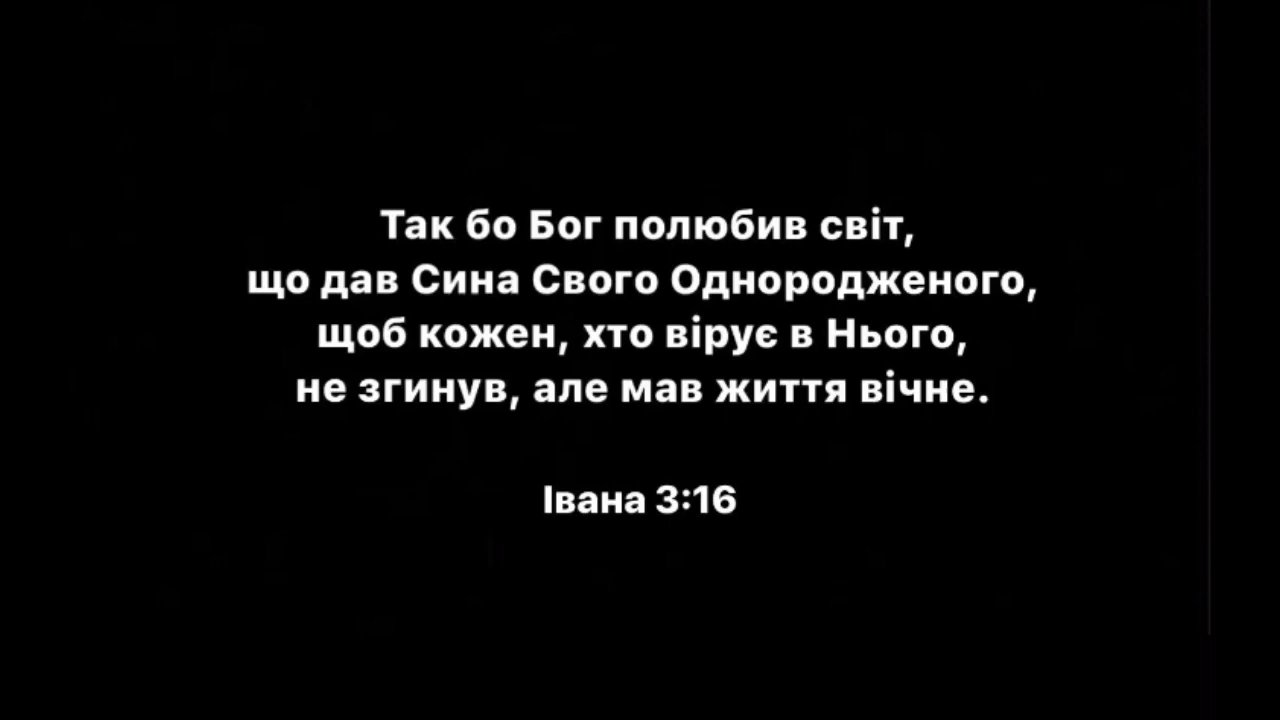 Так бо Бог полюбив світ,
що дав Сина Свого Однородженого,
щоб кожен, хто вірує в Нього,
не згинув, але мав життя вічне.
Івана 3:16